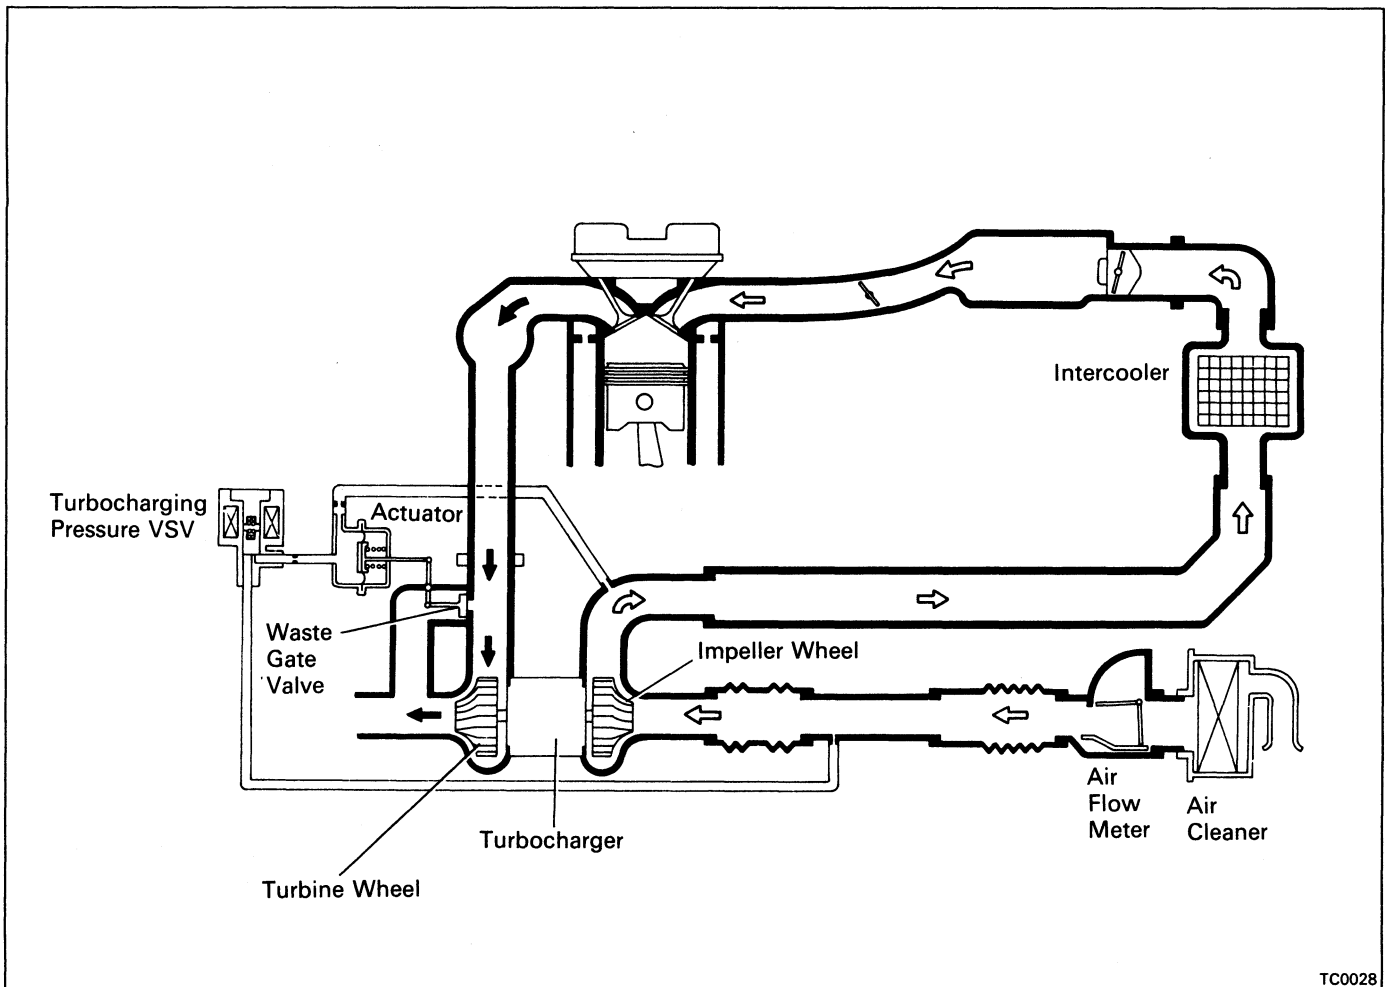 Intercooler
Turbocharging
Pressure VSV
Actuator
Waste
Gate
Valve
Impeller Wheel
Air
Flow
Meter
Air
Cleaner
Turbocharger
Turbine Wheel
TC0028